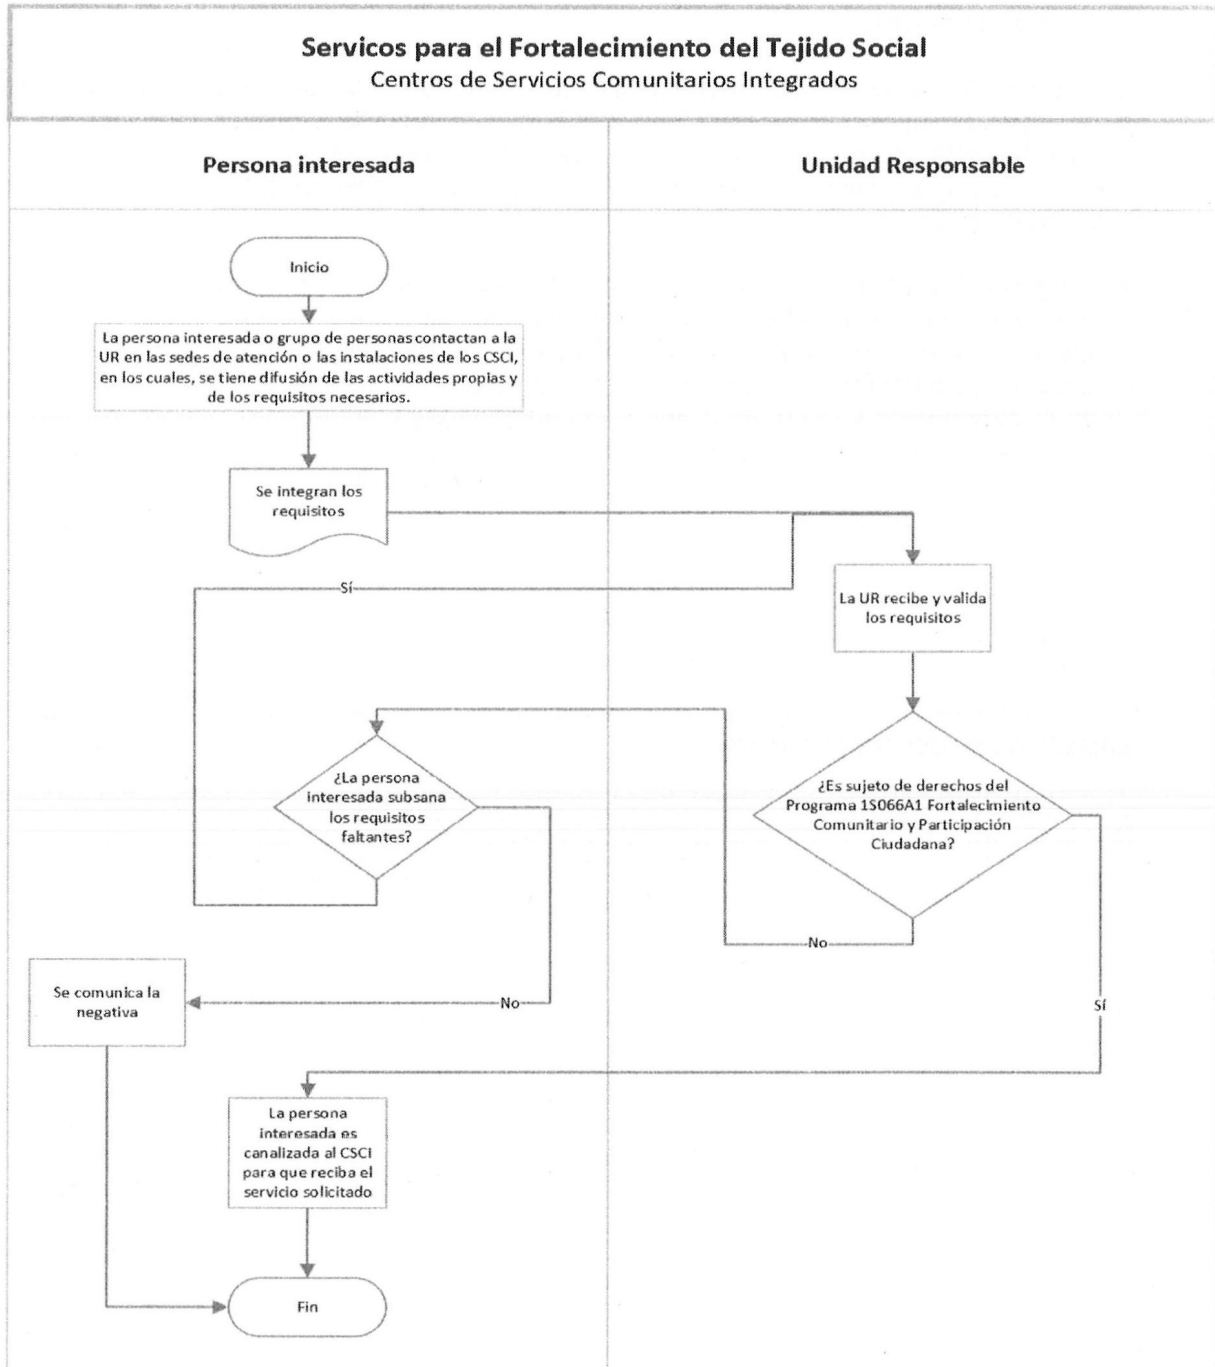 Servicos para el Fortalecimiento del Tejido Social
Centros de Servicios Comunitarios Integrados
Persona interesada
Unidad Responsable
Inicio
La persona interesada o grupo de personas contactan a la
UR en las sedes de atención o las instalaciones de los CSCI,
en los cuales, se tiene difusión de las actividades propias y
de los requisitos necesarios.
Se integran los
requisitos
Sí
La UR recibe y valida
los requisitos
¿La persona
interesada subsana
los requisitos
faltantes?
¿Es sujeto de derechos del
Programa 1S066A1 Fortalecimiento
Comunitario y Participación
Ciudadana?
No
Se comunica la
negativa
No
Sí
La persona
interesada es
canalizada al CSCI
para que reciba el
servicio solicitado
Fin